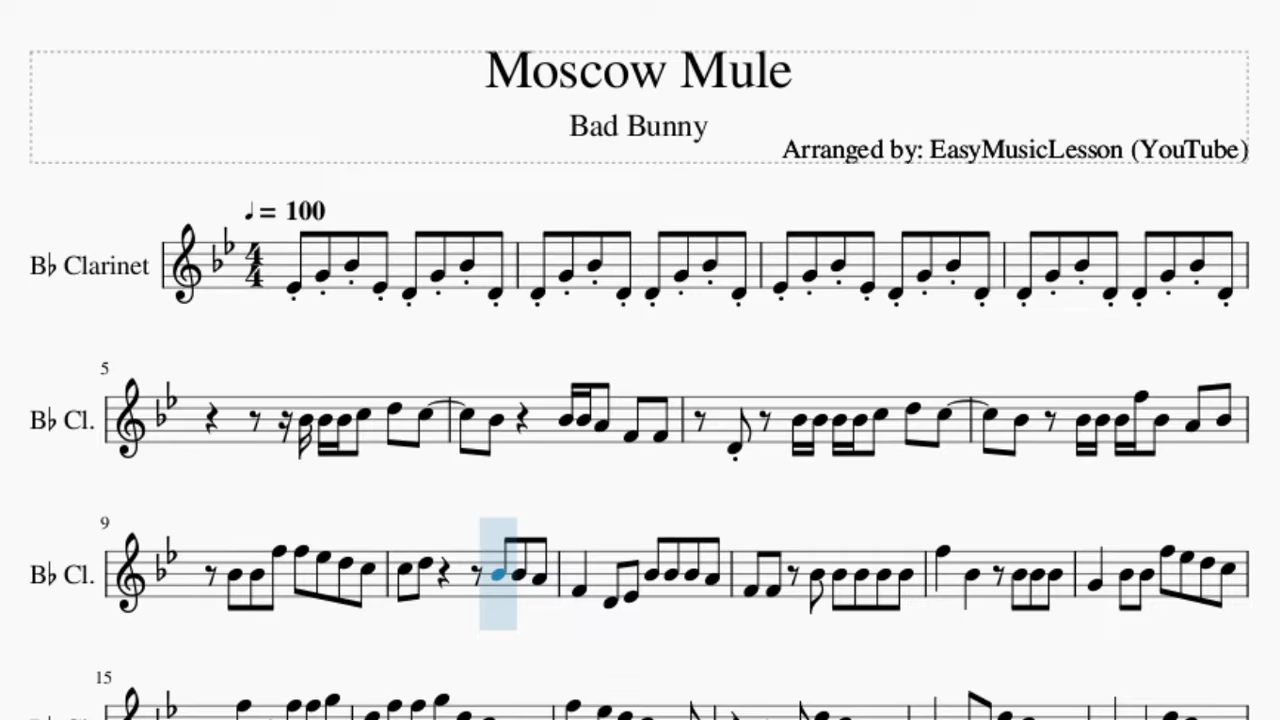 Moscow Mule
Bad Bunny
Arranged by: EasyMusicLesson (YouTube)
♩ = 100
B♭ Clarinet
5
B♭ Cl.
9
B♭ Cl.
15